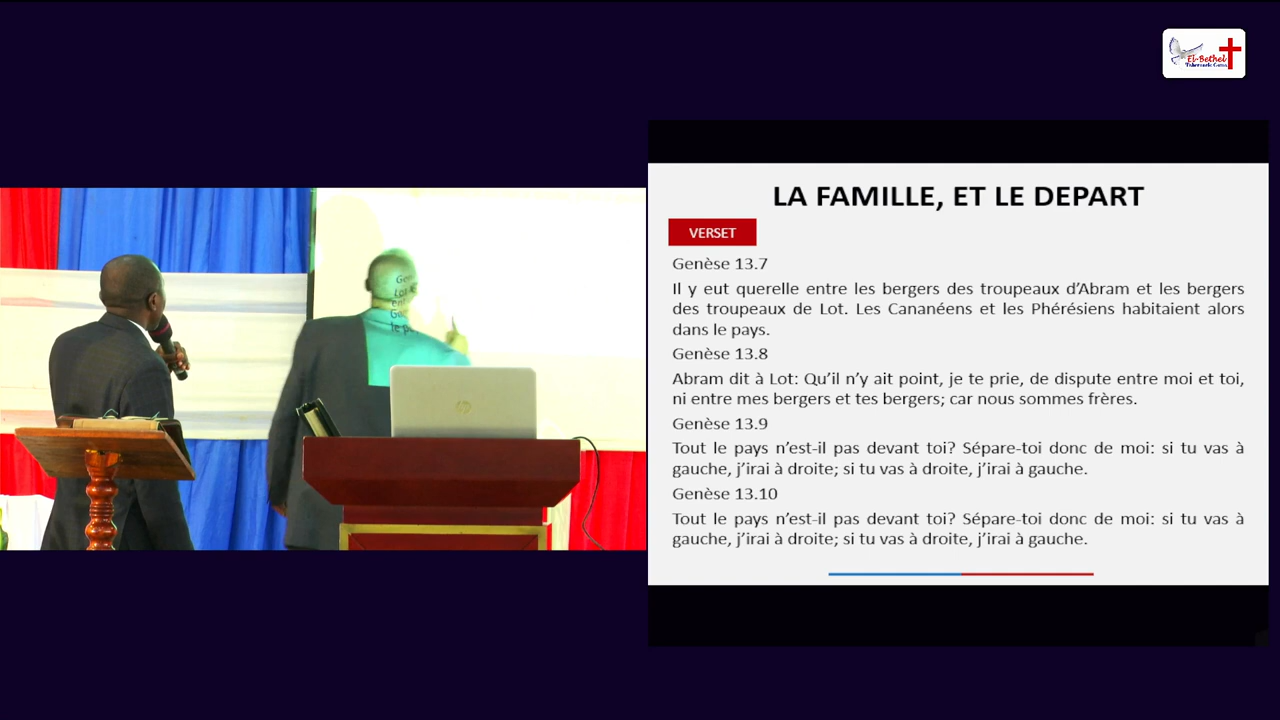 El-Bethel
LA FAMILLE, ET LE DEPART
VERSET
Genèse 13.7
Il y eut querelle entre les bergers des troupeaux d’Abram et les bergers
des troupeaux de Lot. Les Cananéens et les Phérésiens habitaient alors
dans le pays.
Genèse 13.8
Abram dit à Lot: Qu’il n’y ait point, je te prie, de dispute entre moi et toi,
ni entre mes bergers et tes bergers; car nous sommes frères.
Genèse 13.9
Tout le pays n’est-il pas devant toi? Sépare-toi donc de moi: si tu vas à
gauche, j’irai à droite; si tu vas à droite, j’irai à gauche.
Genèse 13.10
Tout le pays n’est-il pas devant toi? Sépare-toi donc de moi: si tu vas à
gauche, j’irai à droite; si tu vas à droite, j’irai à gauche.
hp